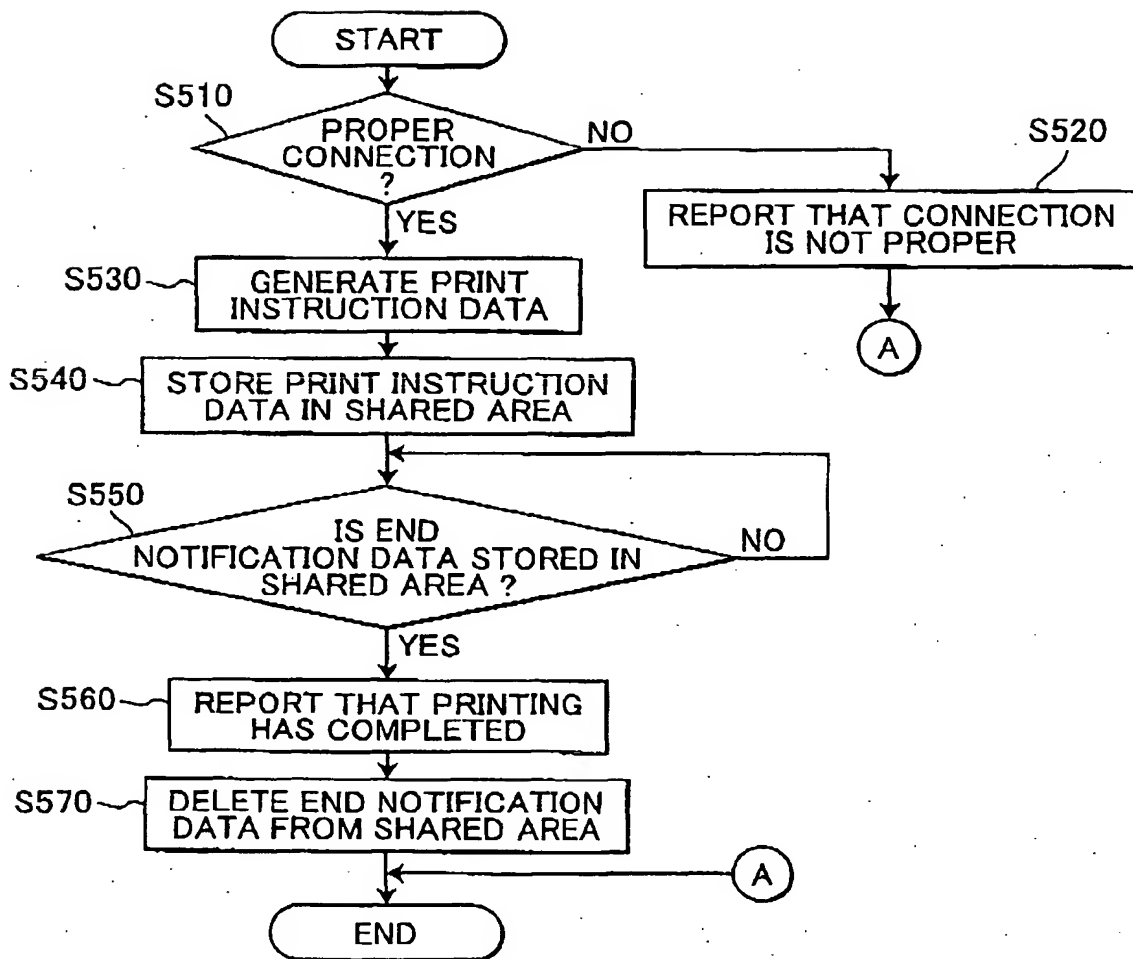 START
S510
PROPER
CONNECTION
?
NO
S520
REPORT THAT CONNECTION
IS NOT PROPER
A
YES
S530
GENERATE PRINT
INSTRUCTION DATA
S540
STORE PRINT INSTRUCTION
DATA IN SHARED AREA
S550
IS END
NOTIFICATION DATA STORED IN
SHARED AREA ?
NO
YES
S560
REPORT THAT PRINTING
HAS COMPLETED
S570
DELETE END NOTIFICATION
DATA FROM SHARED AREA
A
END